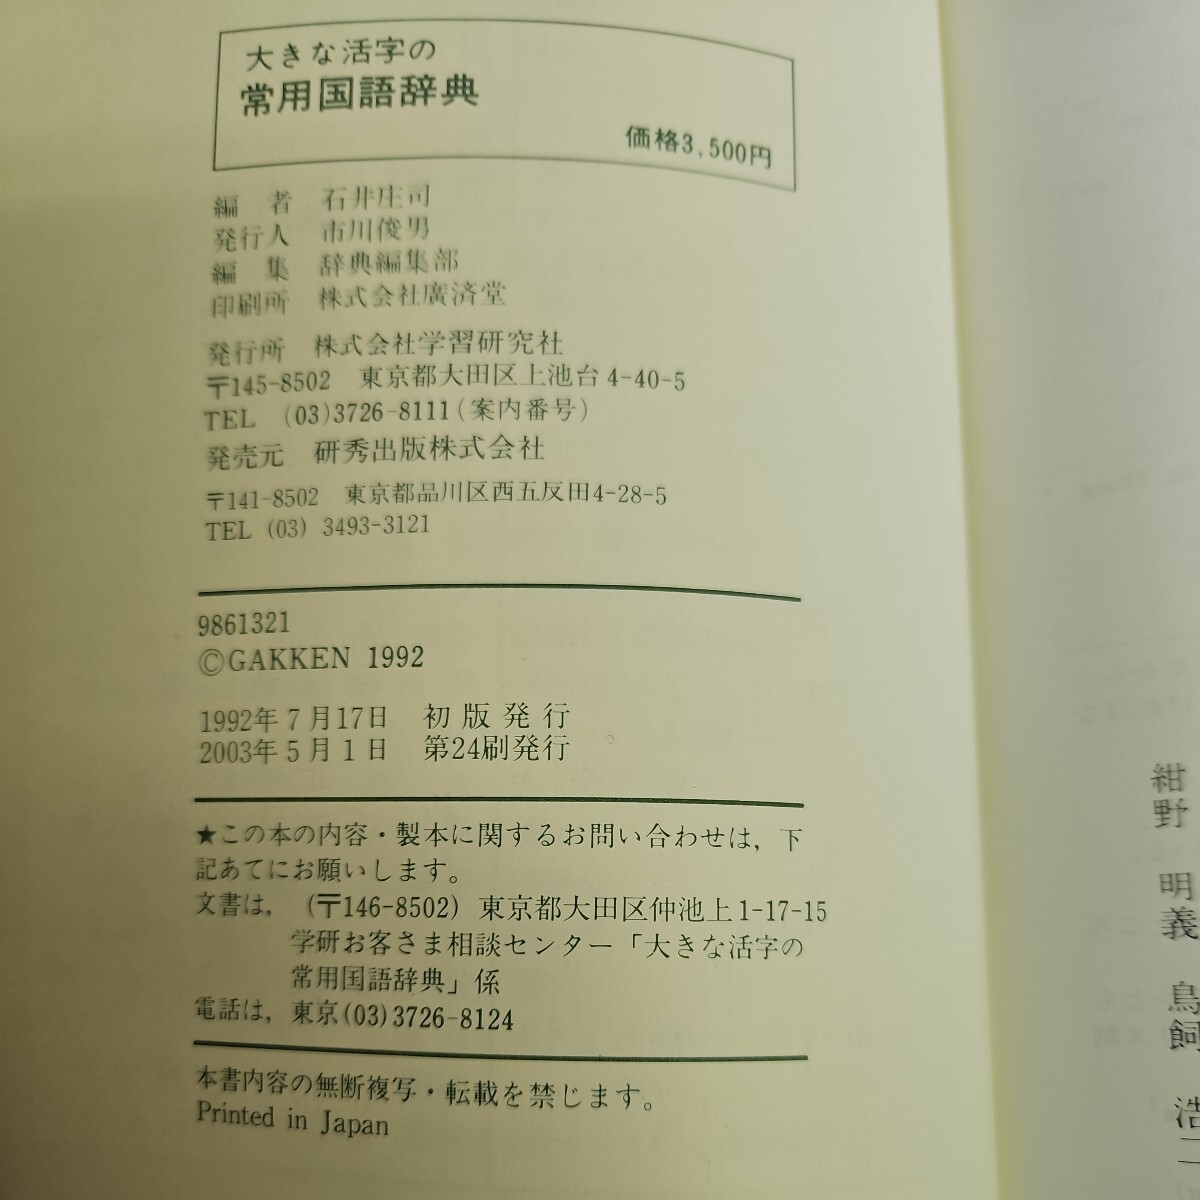 大きな活字の
常用国語辞典
価格3,500円
編　者　石井庄司
発行人　市川俊男
編　集　辞典編集部
印刷所　株式会社廣済堂
発行所　株式会社学習研究社
〒145-8502　東京都大田区上池台4-40-5
TEL　(03)3726-8111(案内番号)
発売元　研秀出版株式会社
〒141-8502　東京都品川区西五反田4-28-5
TEL (03) 3493-3121
9861321
©GAKKEN 1992
1992年7月17日　初版発行
2003年5月1日　第24刷発行
★この本の内容・製本に関するお問い合わせは，下
記あてにお願いします。
文書は，(〒146-8502) 東京都大田区仲池上1-17-15
学研お客さま相談センター「大きな活字の
常用国語辞典」係
電話は，東京(03)3726-8124
本書内容の無断複写・転載を禁じます。
Printed in Japan
紺野　明義
鳥飼　浩二